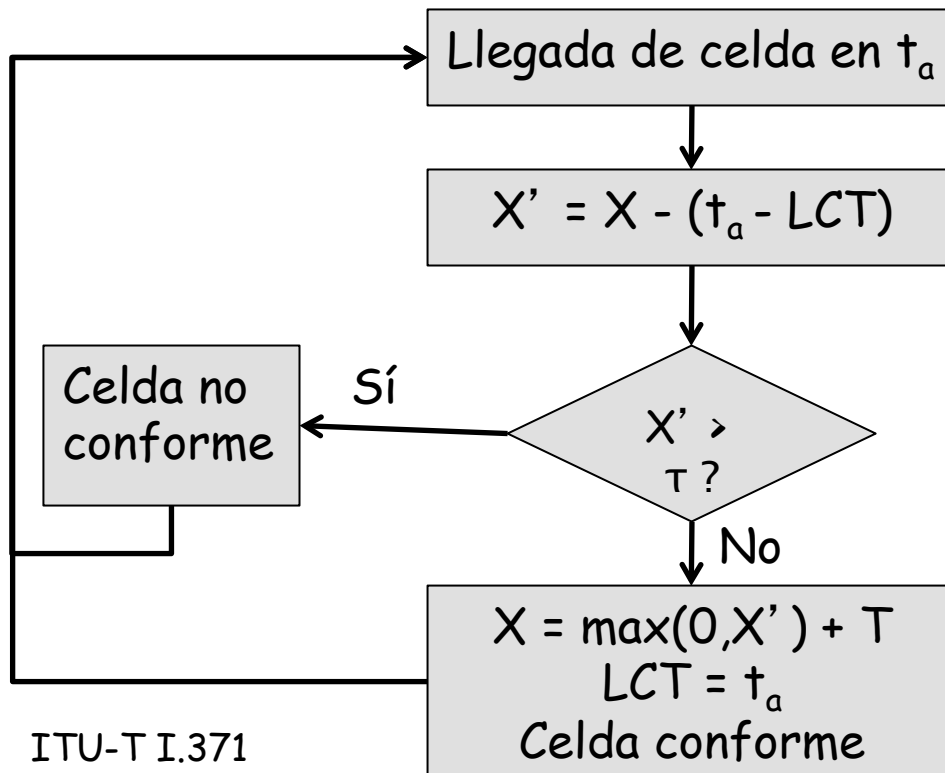 Llegada de celda en tₐ
X’ = X - (tₐ - LCT)
Celda no
conforme
Sí
X’ >
τ ?
No
X = max(0,X’) + T
LCT = tₐ
Celda conforme
ITU-T I.371